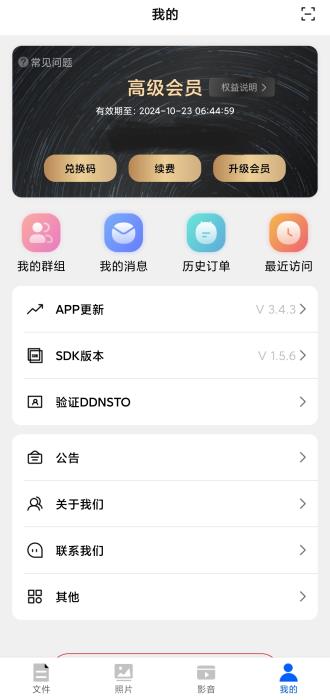 我的
常见问题
高级会员
权益说明
有效期至：2024-10-23 06:44:59
兑换码 续费 升级会员
我的群组 我的消息 历史订单 最近访问
APP更新 V 3.4.3
SDK版本 V 1.5.6
验证DDNSTO
公告
关于我们
联系我们
其他
文件 照片 影音 我的